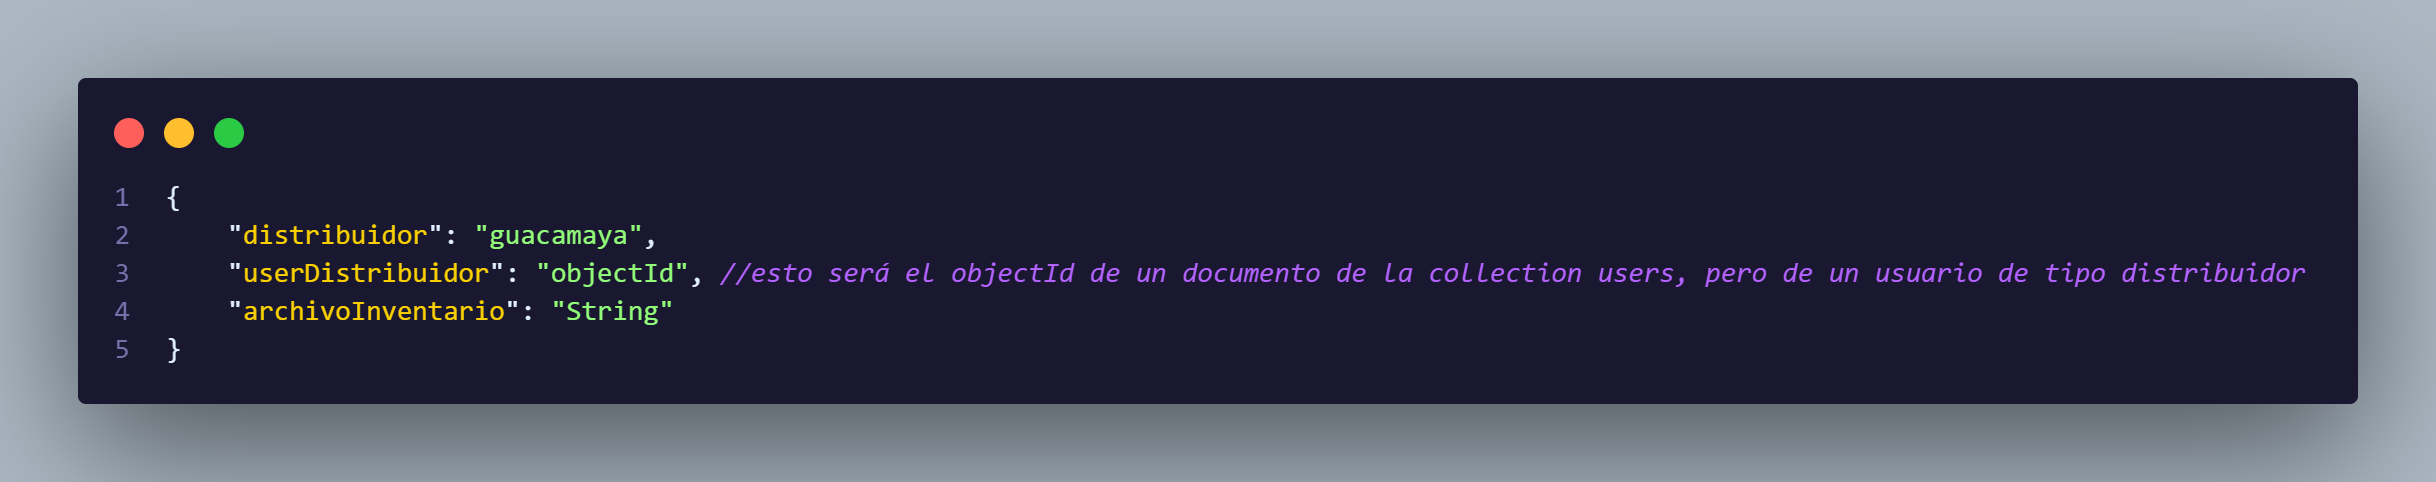 1 {
2     "distribuidor": "guacamaya",
3     "userDistribuidor": "objectId", //esto será el objectId de un documento de la collection users, pero de un usuario de tipo distribuidor
4     "archivoInventario": "String"
5 }